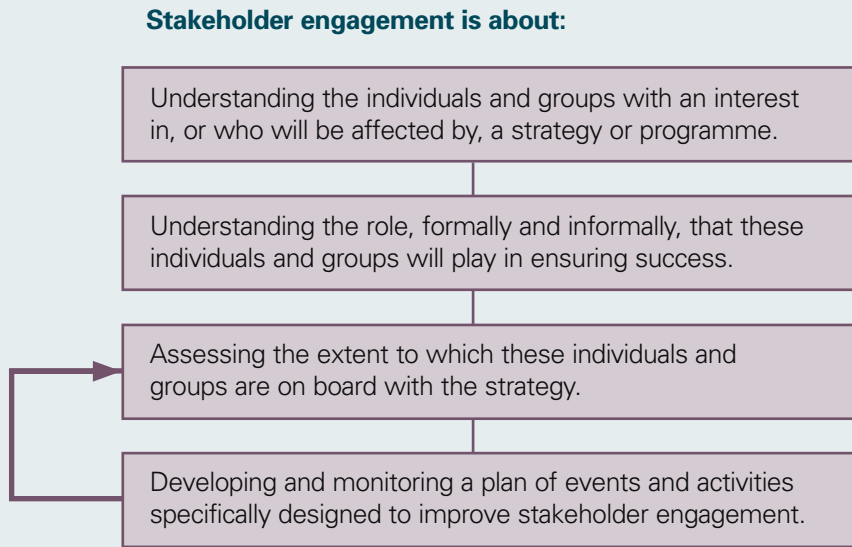 Stakeholder engagement is about:
Understanding the individuals and groups with an interest
in, or who will be affected by, a strategy or programme.
Understanding the role, formally and informally, that these
individuals and groups will play in ensuring success.
Assessing the extent to which these individuals and
groups are on board with the strategy.
Developing and monitoring a plan of events and activities
specifically designed to improve stakeholder engagement.